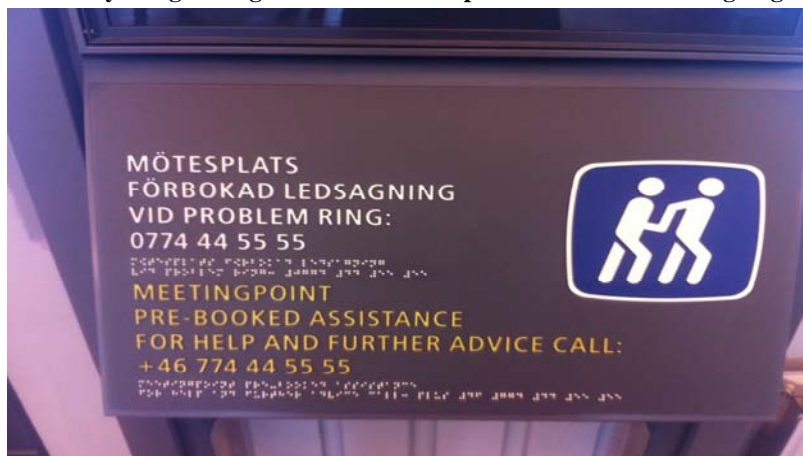 MÖTESPLATS
FÖRBOKAD LEDSAGNING
VID PROBLEM RING:
0774 44 55 55
MEETINGPOINT
PRE-BOOKED ASSISTANCE
FOR HELP AND FURTHER ADVICE CALL:
+46 774 44 55 55